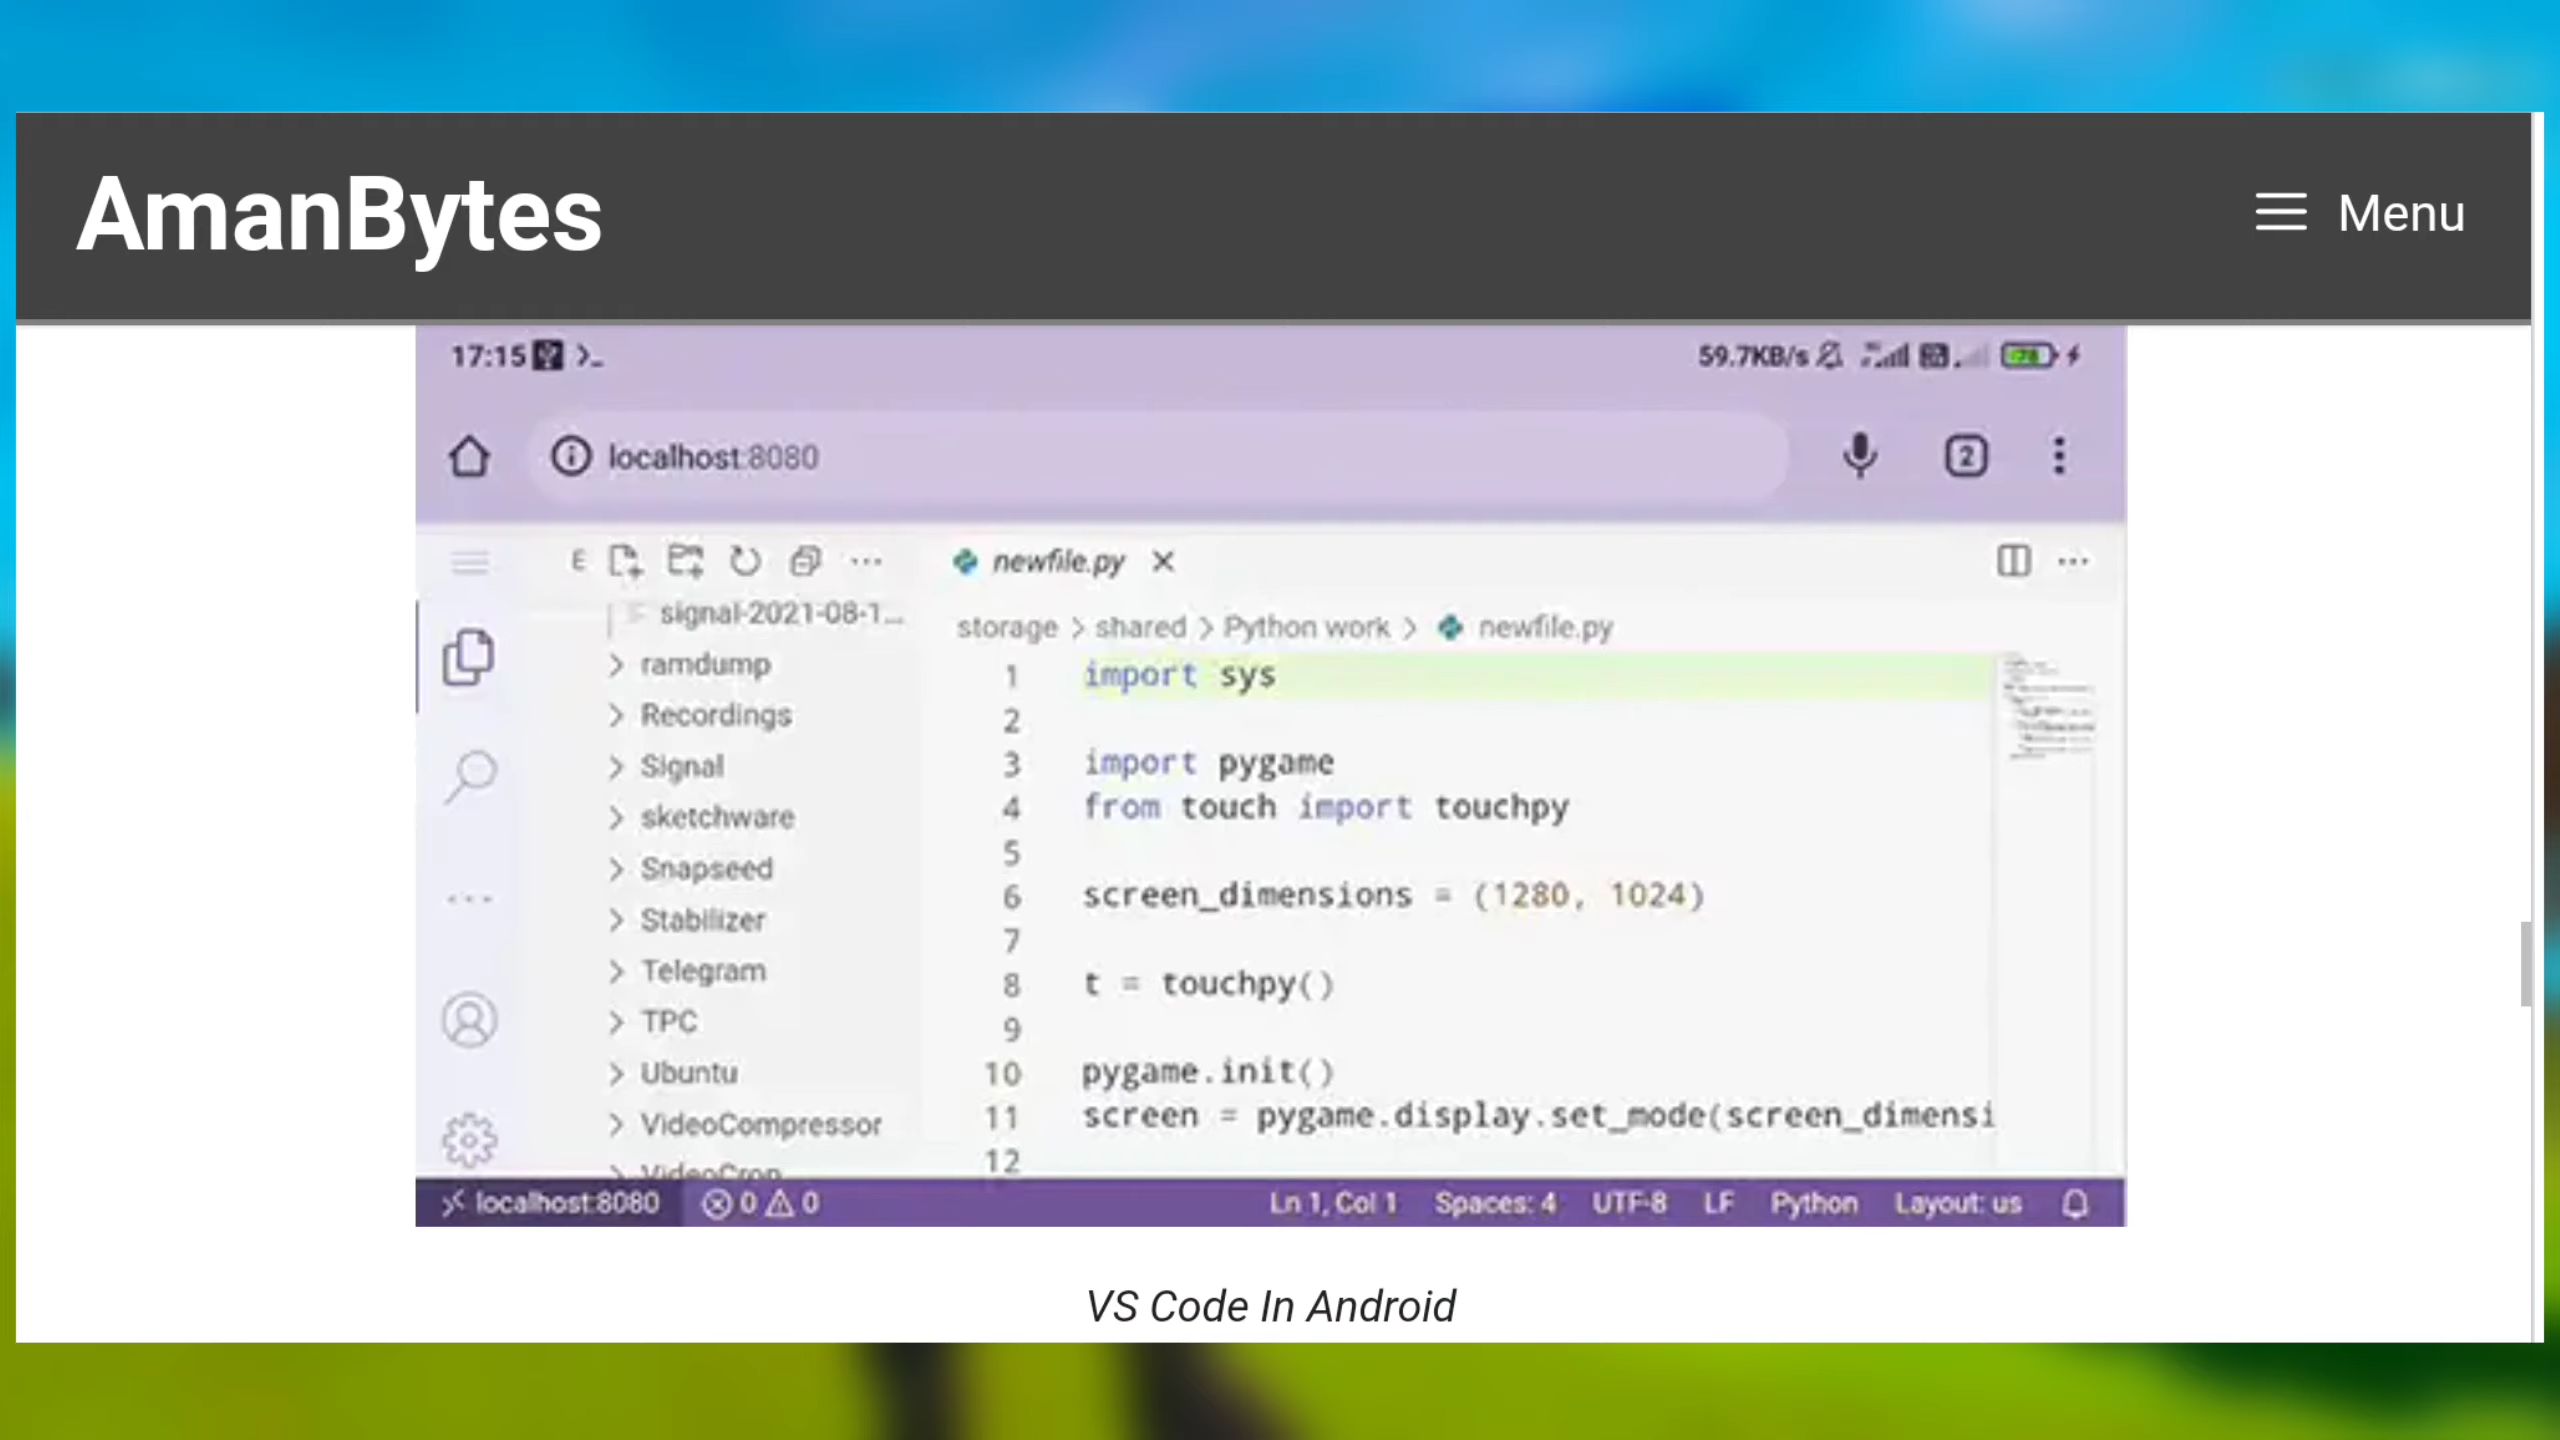 AmanBytes
Menu
17:15
59.7KB/s
localhost:8080
2
E
newfile.py
signal-2021-08-1...
storage > shared > Python work > newfile.py
ramdump
Recordings
Signal
sketchware
Snapseed
Stabilizer
Telegram
TPC
Ubuntu
VideoCompressor
VideoCrop
1 import sys
2
3 import pygame
4 from touch import touchpy
5
6 screen_dimensions = (1280, 1024)
7
8 t = touchpy()
9
10 pygame.init()
11 screen = pygame.display.set_mode(screen_dimensi
12
localhost:8080
0 0
Ln 1, Col 1 Spaces: 4 UTF-8 LF Python Layout: us
VS Code In Android